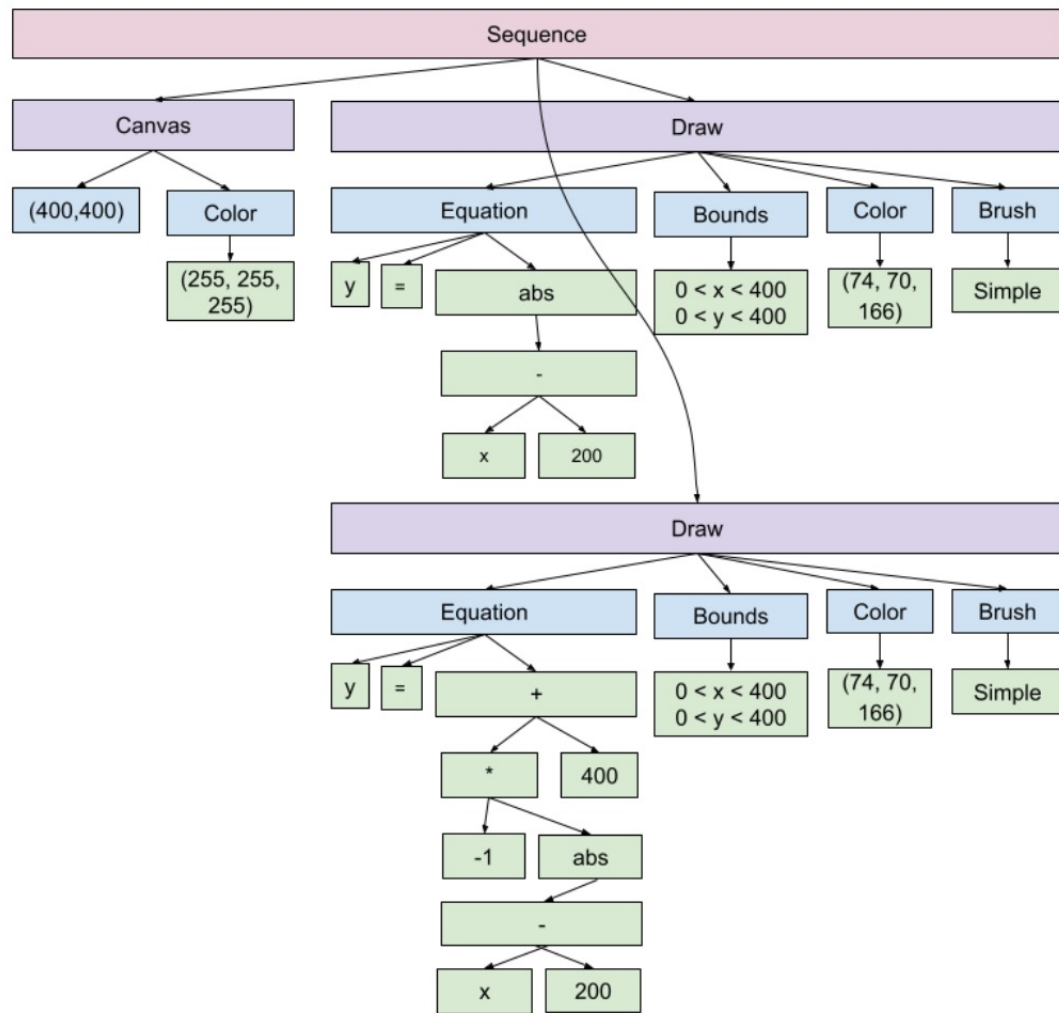 Sequence
Canvas
Draw
(400,400)
Color
Equation
Bounds
Color
Brush
(255, 255,
255)
y
=
abs
0 < x < 400
0 < y < 400
(74, 70,
166)
Simple
-
x
200
Draw
Equation
Bounds
Color
Brush
y
=
+
0 < x < 400
0 < y < 400
(74, 70,
166)
Simple
*
400
-1
abs
-
x
200